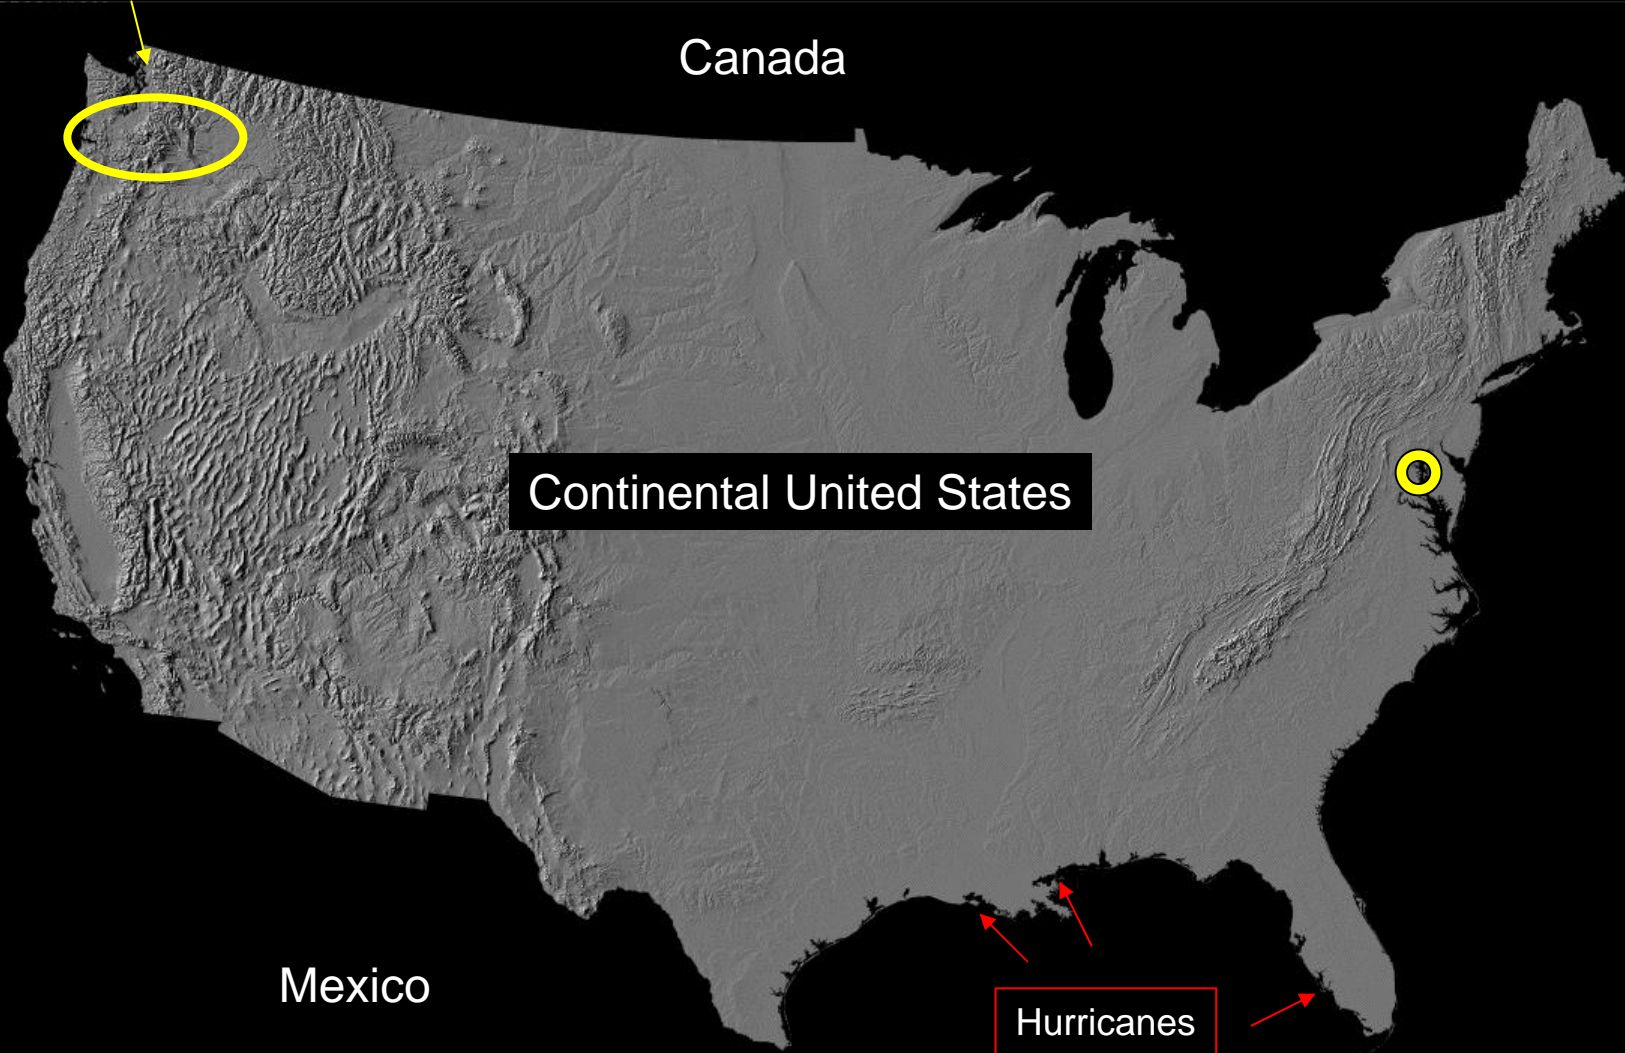 Canada
Continental United States
Mexico
Hurricanes